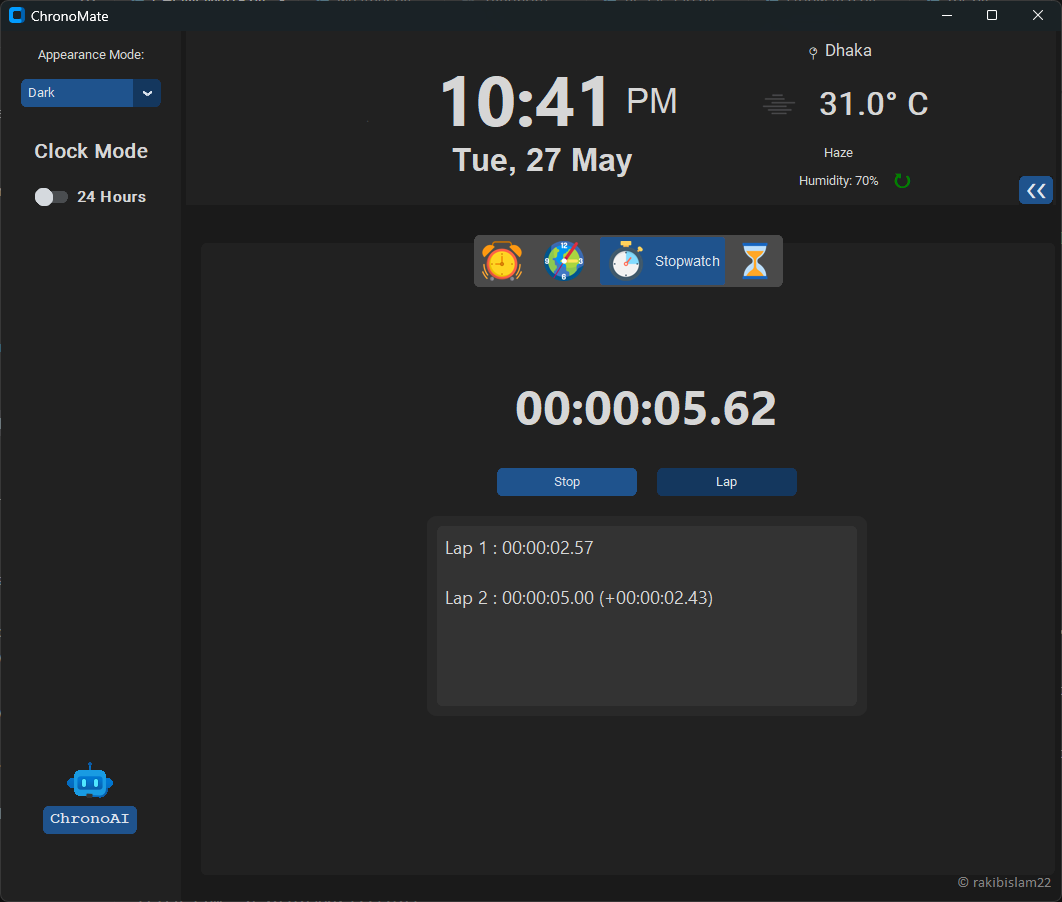 ChronoMate
Appearance Mode:
Dark
Clock Mode
24 Hours
10:41 PM
Tue, 27 May
Dhaka
31.0° C
Haze
Humidity: 70%
12
3
6
9
Stopwatch
00:00:05.62
Stop
Lap
Lap 1 : 00:00:02.57
Lap 2 : 00:00:05.00 (+00:00:02.43)
ChronoAI
© rakibislam22